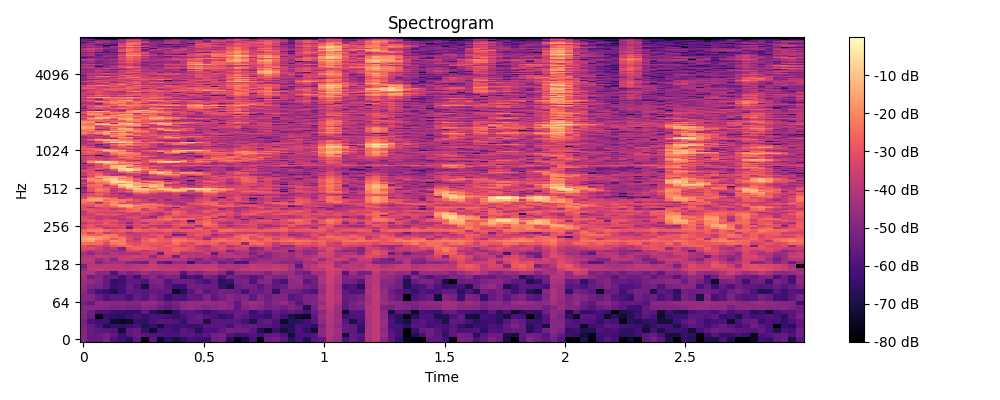 Spectrogram
Hz
4096
2048
1024
512
256
128
64
0
0
0.5
1
1.5
2
2.5
Time
-10 dB
-20 dB
-30 dB
-40 dB
-50 dB
-60 dB
-70 dB
-80 dB